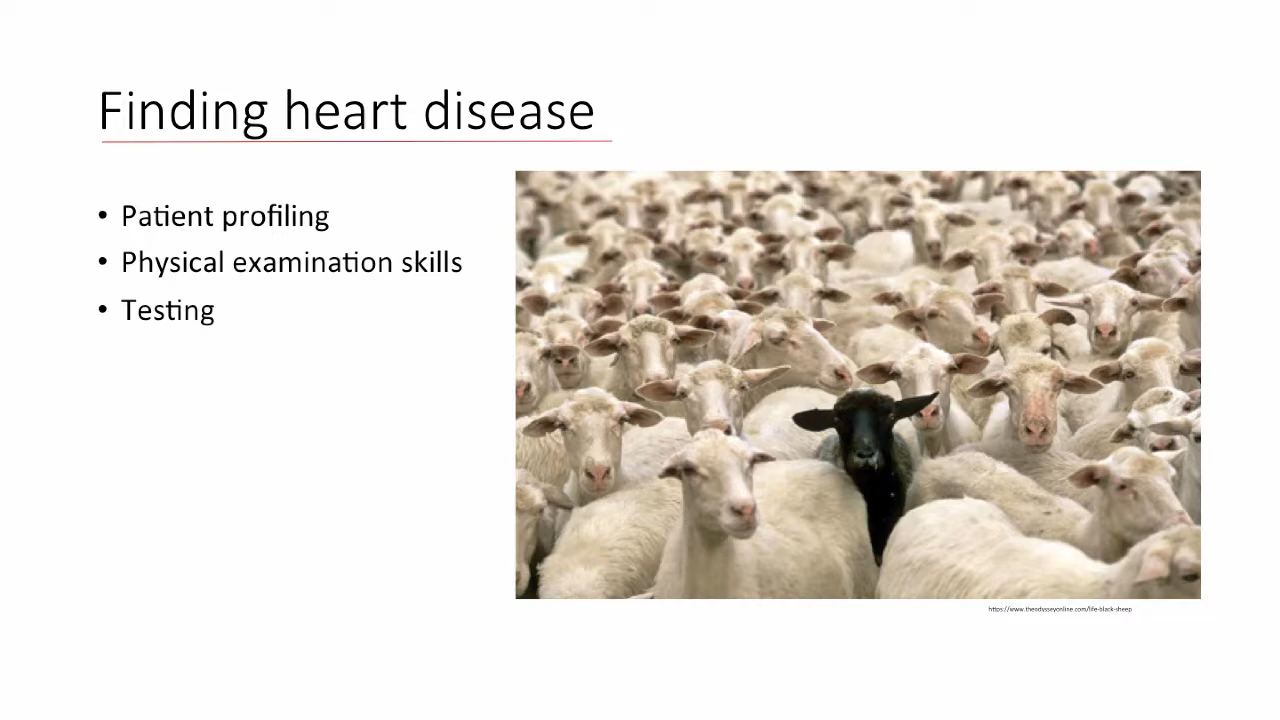 Finding heart disease
• Patient profiling
• Physical examination skills
• Testing
https://www.theodysseyonline.com/life-black-sheep